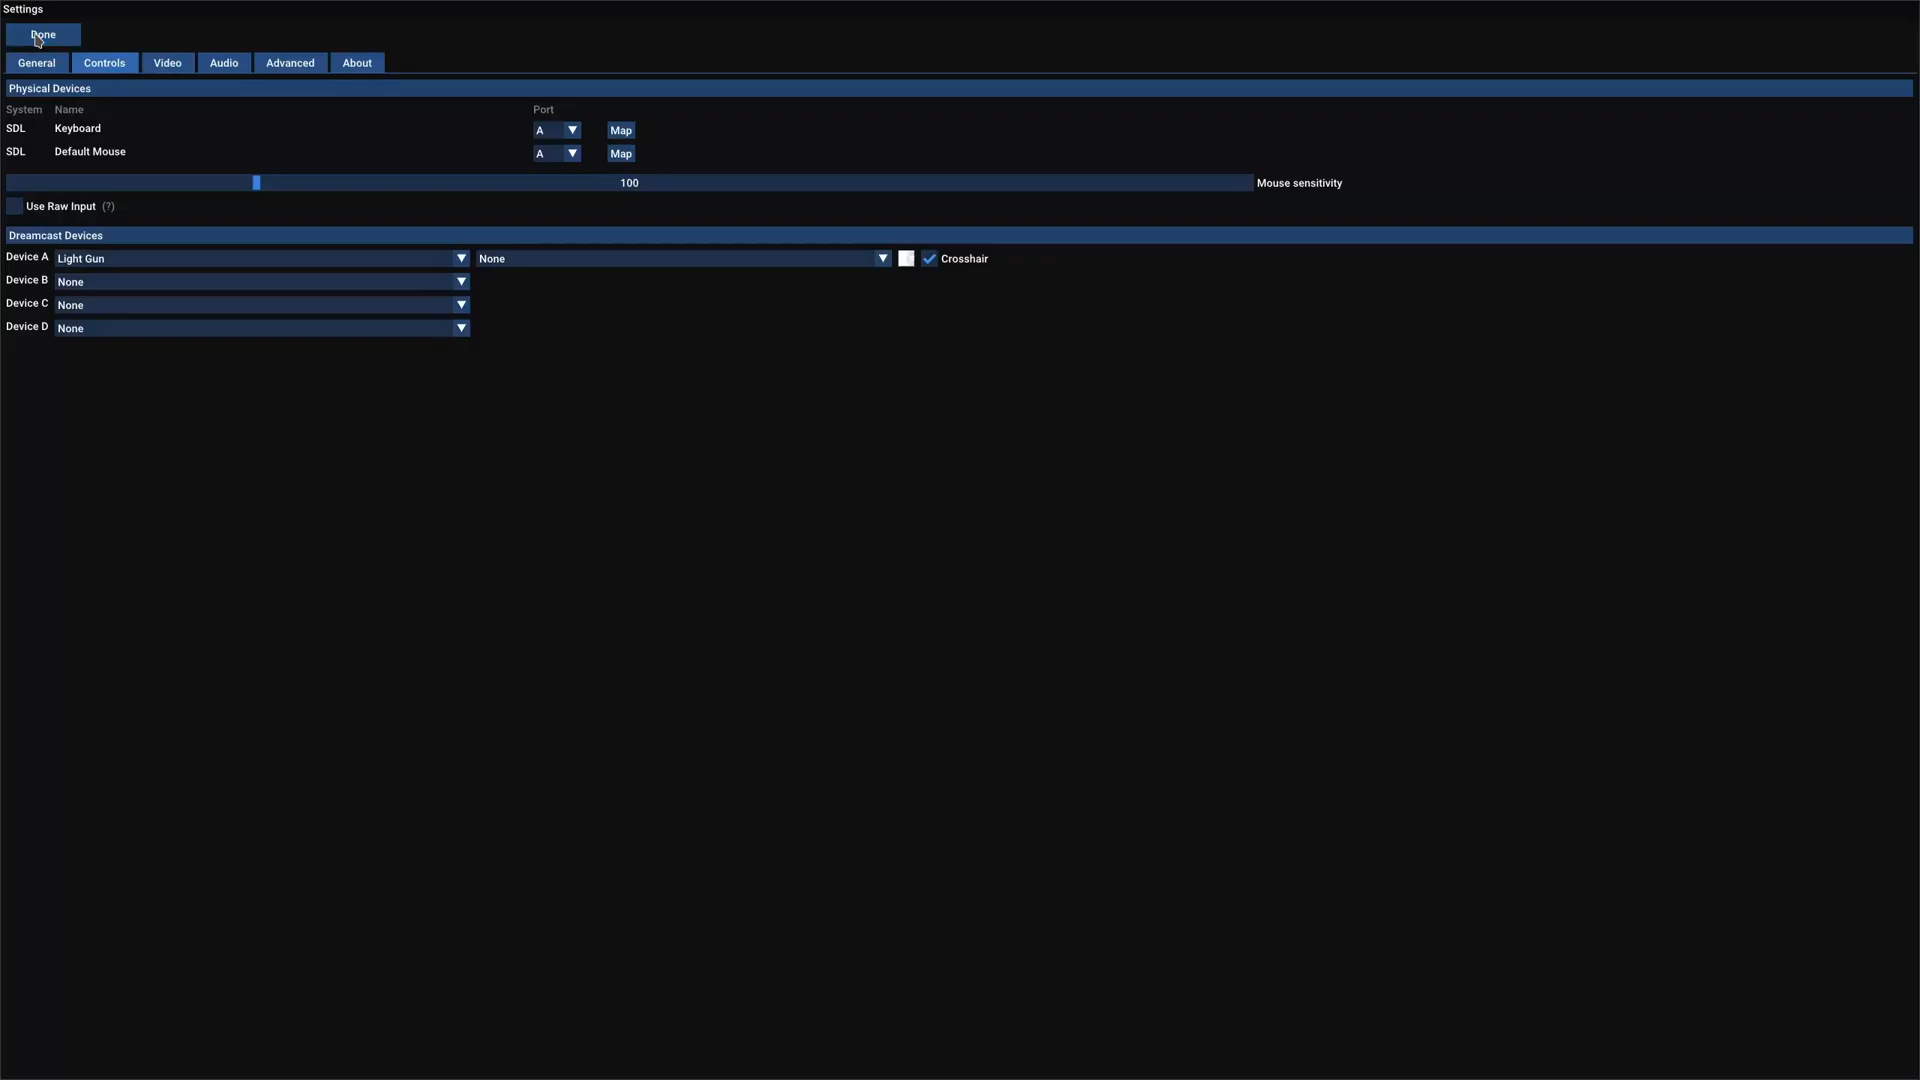 Settings
Done
General Controls Video Audio Advanced About
Physical Devices
System Name Port
SDL Keyboard A Map
SDL Default Mouse A Map
100 Mouse sensitivity
Use Raw Input (?)
Dreamcast Devices
Device A Light Gun None Crosshair
Device B None
Device C None
Device D None